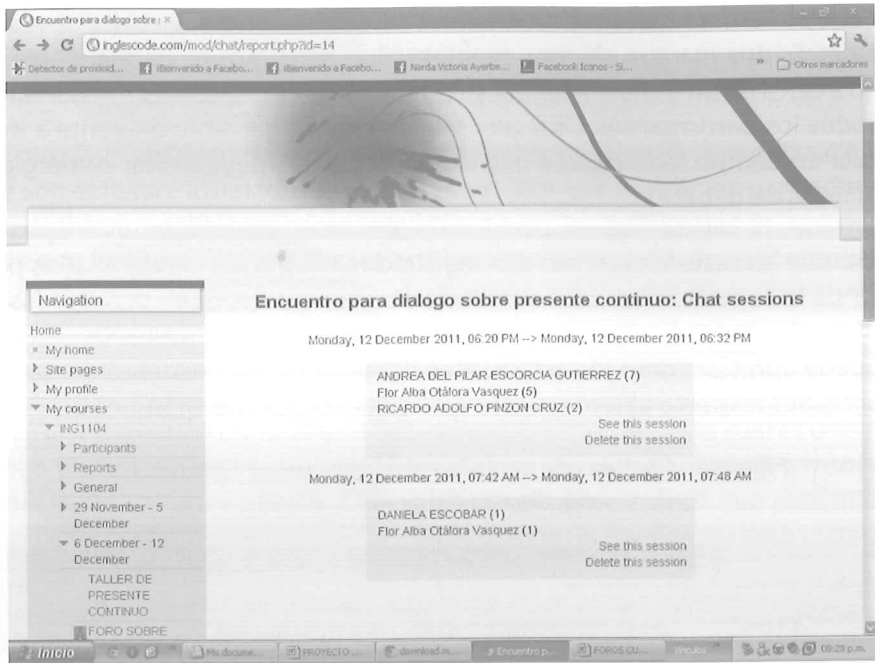 Encuentro para dialogo sobre p
inglescode.com/mod/chat/report.php?id=14
Detector de proximid...
¡Bienvenido a Facebo...
¡Bienvenido a Facebo...
Narda Victoria Ayerbe...
Facebook Iconos - Si...
»
Otros marcadores
Navigation
Home
My home
Site pages
My profile
My courses
ING1104
Participants
Reports
General
29 November - 5
December
6 December - 12
December
TALLER DE
PRESENTE
CONTINUO
FORO SOBRE
Encuentro para dialogo sobre presente continuo: Chat sessions
Monday, 12 December 2011, 06:20 PM --> Monday, 12 December 2011, 06:32 PM
ANDREA DEL PILAR ESCORCIA GUTIERREZ (7)
Flor Alba Otálora Vasquez (5)
RICARDO ADOLFO PINZON CRUZ (2)
See this session
Delete this session
Monday, 12 December 2011, 07:42 AM --> Monday, 12 December 2011, 07:48 AM
DANIELA ESCOBAR (1)
Flor Alba Otálora Vasquez (1)
See this session
Delete this session
Inicio
Mis docume...
PROYECTO ...
download.m...
Encuentro p...
FOROS CU...
Vínculos
08:28 p.m.